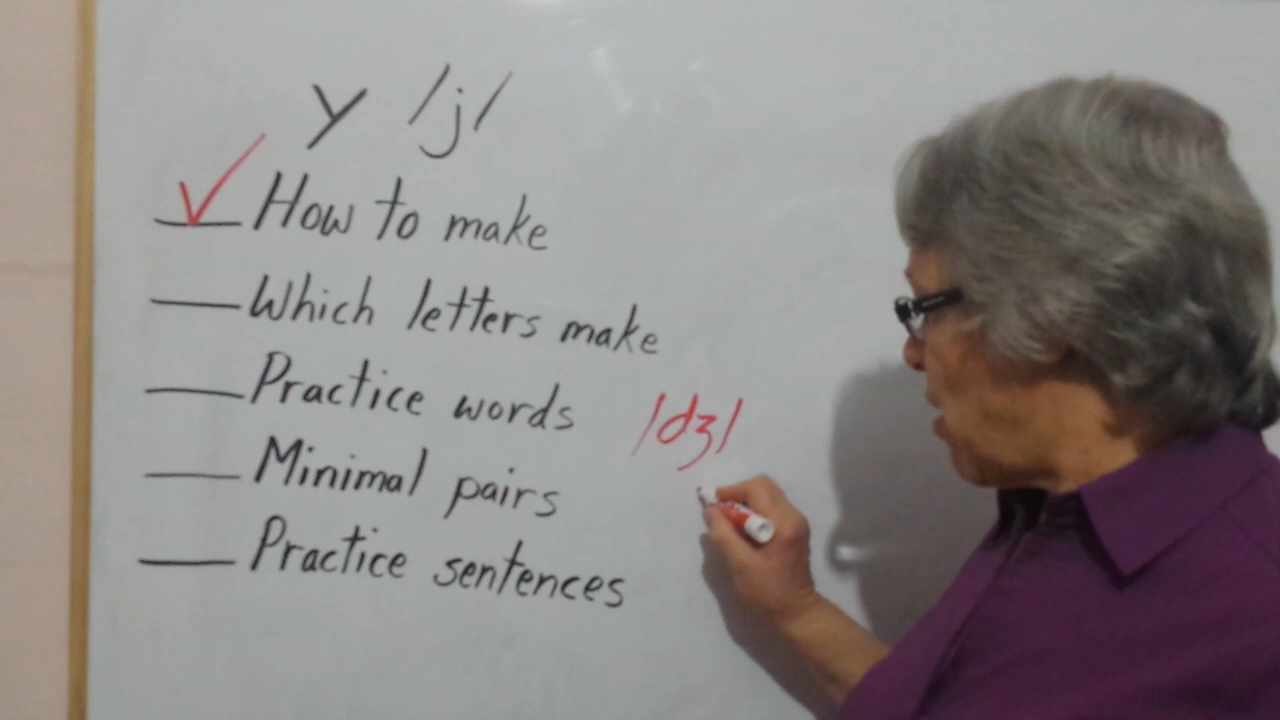 y /j/
How to make
Which letters make
Practice words
/dʒ/
Minimal pairs
Practice sentences